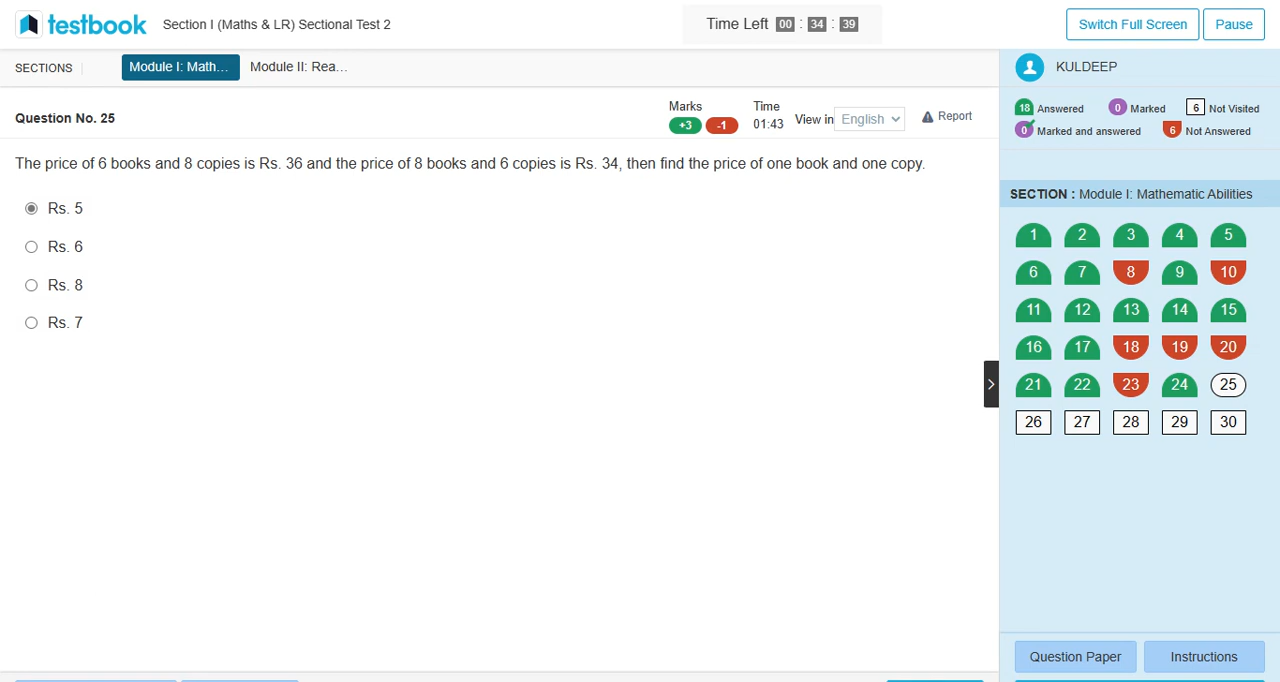 testbook Section I (Maths & LR) Sectional Test 2 Time Left 00 : 34 : 39 Switch Full Screen Pause
SECTIONS Module I: Math... Module II: Rea... KULDEEP
Question No. 25 Marks +3 -1 Time 01:43 View in English Report
18 Answered 0 Marked 6 Not Visited
0 Marked and answered 6 Not Answered
The price of 6 books and 8 copies is Rs. 36 and the price of 8 books and 6 copies is Rs. 34, then find the price of one book and one copy.
Rs. 5
Rs. 6
Rs. 8
Rs. 7
SECTION : Module I: Mathematic Abilities
1 2 3 4 5
6 7 8 9 10
11 12 13 14 15
16 17 18 19 20
21 22 23 24 25
26 27 28 29 30
Question Paper Instructions